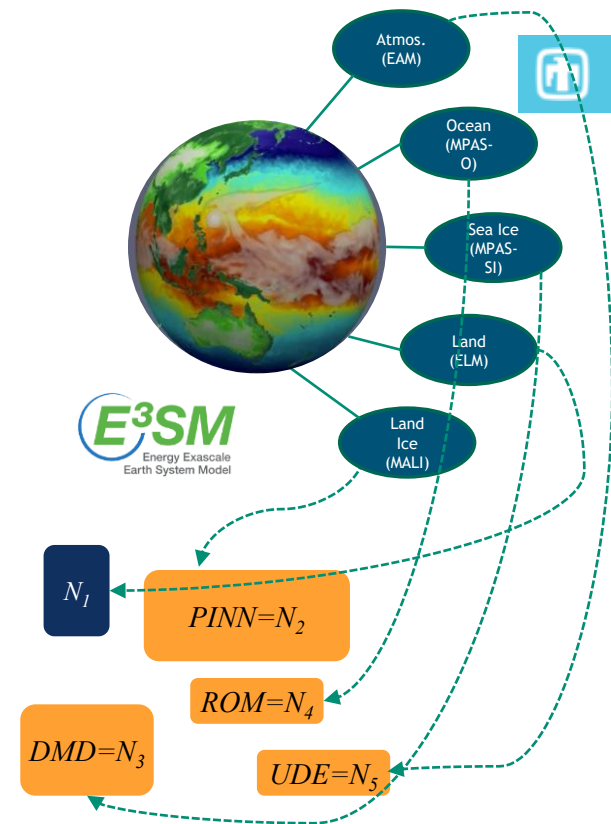 Atmos.
(EAM)
Ocean
(MPAS-
O)
Sea Ice
(MPAS-
SI)
Land
(ELM)
Land
Ice
(MALI)
E³SM
Energy Exascale
Earth System Model
N₁
PINN=N₂
ROM=N₄
DMD=N₃
UDE=N₅